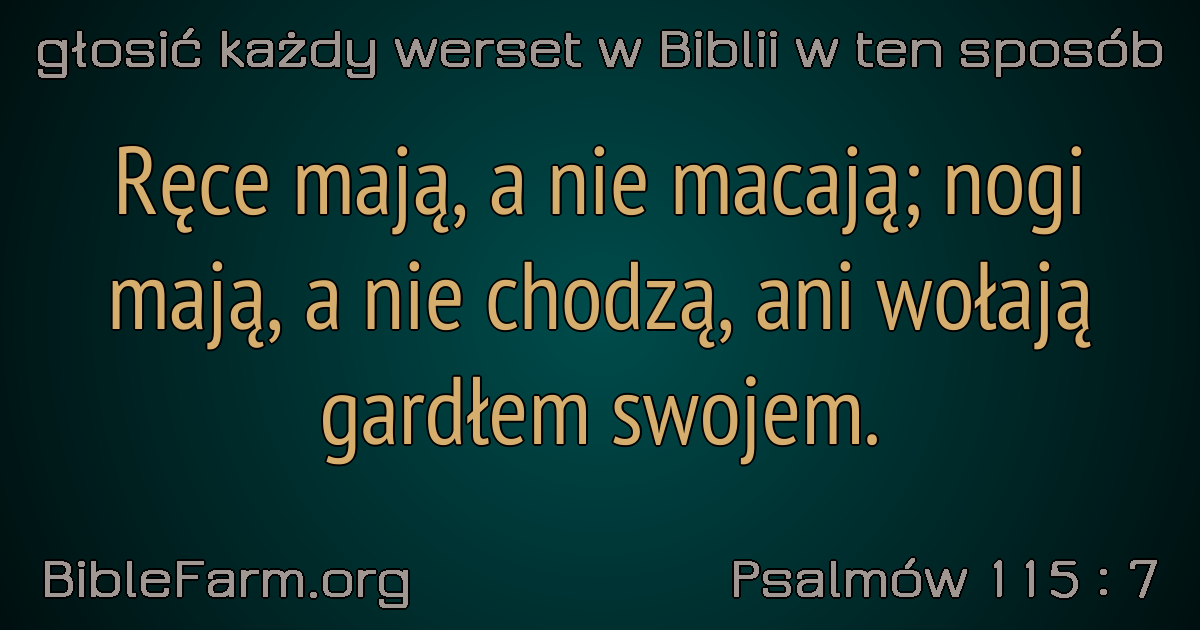 głosić każdy werset w Biblii w ten sposób
Ręce mają, a nie macają; nogi
mają, a nie chodzą, ani wołają
gardłem swojem.
BibleFarm.org
Psalmów 115 : 7